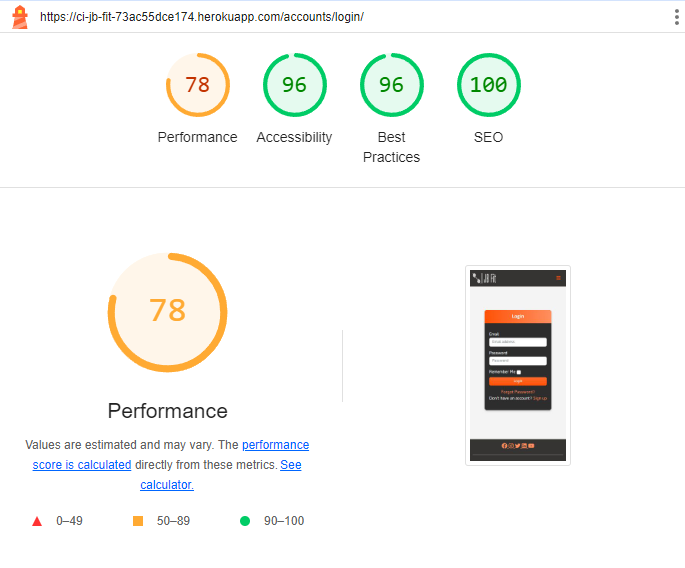 https://ci-jb-fit-73ac55dce174.herokuapp.com/accounts/login/
78
96
96
100
Performance
Accessibility
Best
Practices
SEO
78
Performance
Values are estimated and may vary. The performance
score is calculated directly from these metrics. See
calculator.
0–49
50–89
90–100
JB Fit
Login
Email
Email address
Password
Password
Remember Me
Login
Forgot Password?
Don't have an account? Sign up